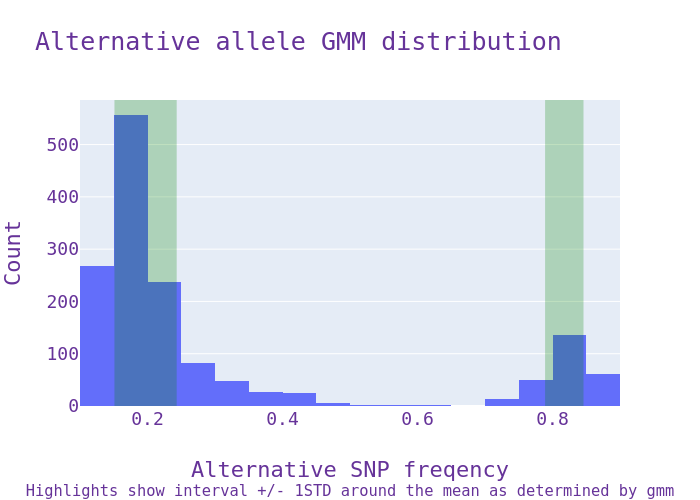 Alternative allele GMM distribution
Count
500
400
300
200
100
0
0.2 0.4 0.6 0.8
Alternative SNP freqency
Highlights show interval +/- 1STD around the mean as determined by gmm